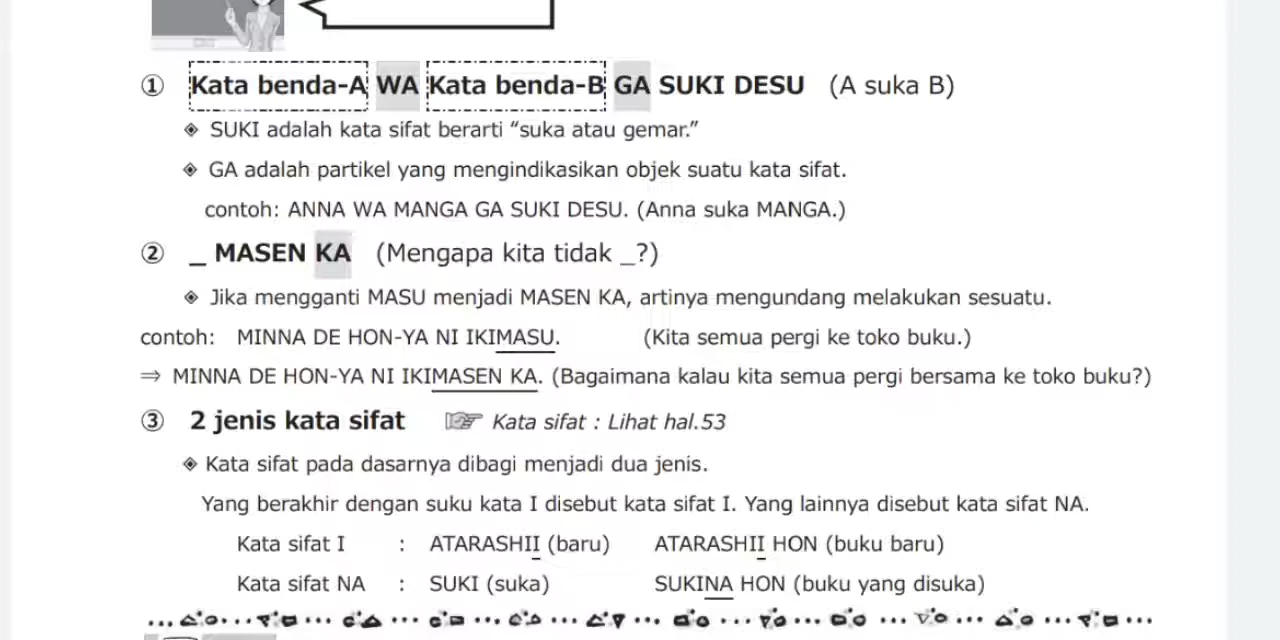 ① Kata benda-A WA Kata benda-B GA SUKI DESU (A suka B)
◈ SUKI adalah kata sifat berarti “suka atau gemar.”
◈ GA adalah partikel yang mengindikasikan objek suatu kata sifat.
contoh: ANNA WA MANGA GA SUKI DESU. (Anna suka MANGA.)
② _ MASEN KA (Mengapa kita tidak _?)
◈ Jika mengganti MASU menjadi MASEN KA, artinya mengundang melakukan sesuatu.
contoh: MINNA DE HON-YA NI IKIMASU. (Kita semua pergi ke toko buku.)
⇒ MINNA DE HON-YA NI IKIMASEN KA. (Bagaimana kalau kita semua pergi bersama ke toko buku?)
③ 2 jenis kata sifat ☞ Kata sifat : Lihat hal.53
◈ Kata sifat pada dasarnya dibagi menjadi dua jenis.
Yang berakhir dengan suku kata I disebut kata sifat I. Yang lainnya disebut kata sifat NA.
Kata sifat I : ATARASHII (baru) ATARASHII HON (buku baru)
Kata sifat NA : SUKI (suka) SUKINA HON (buku yang disuka)